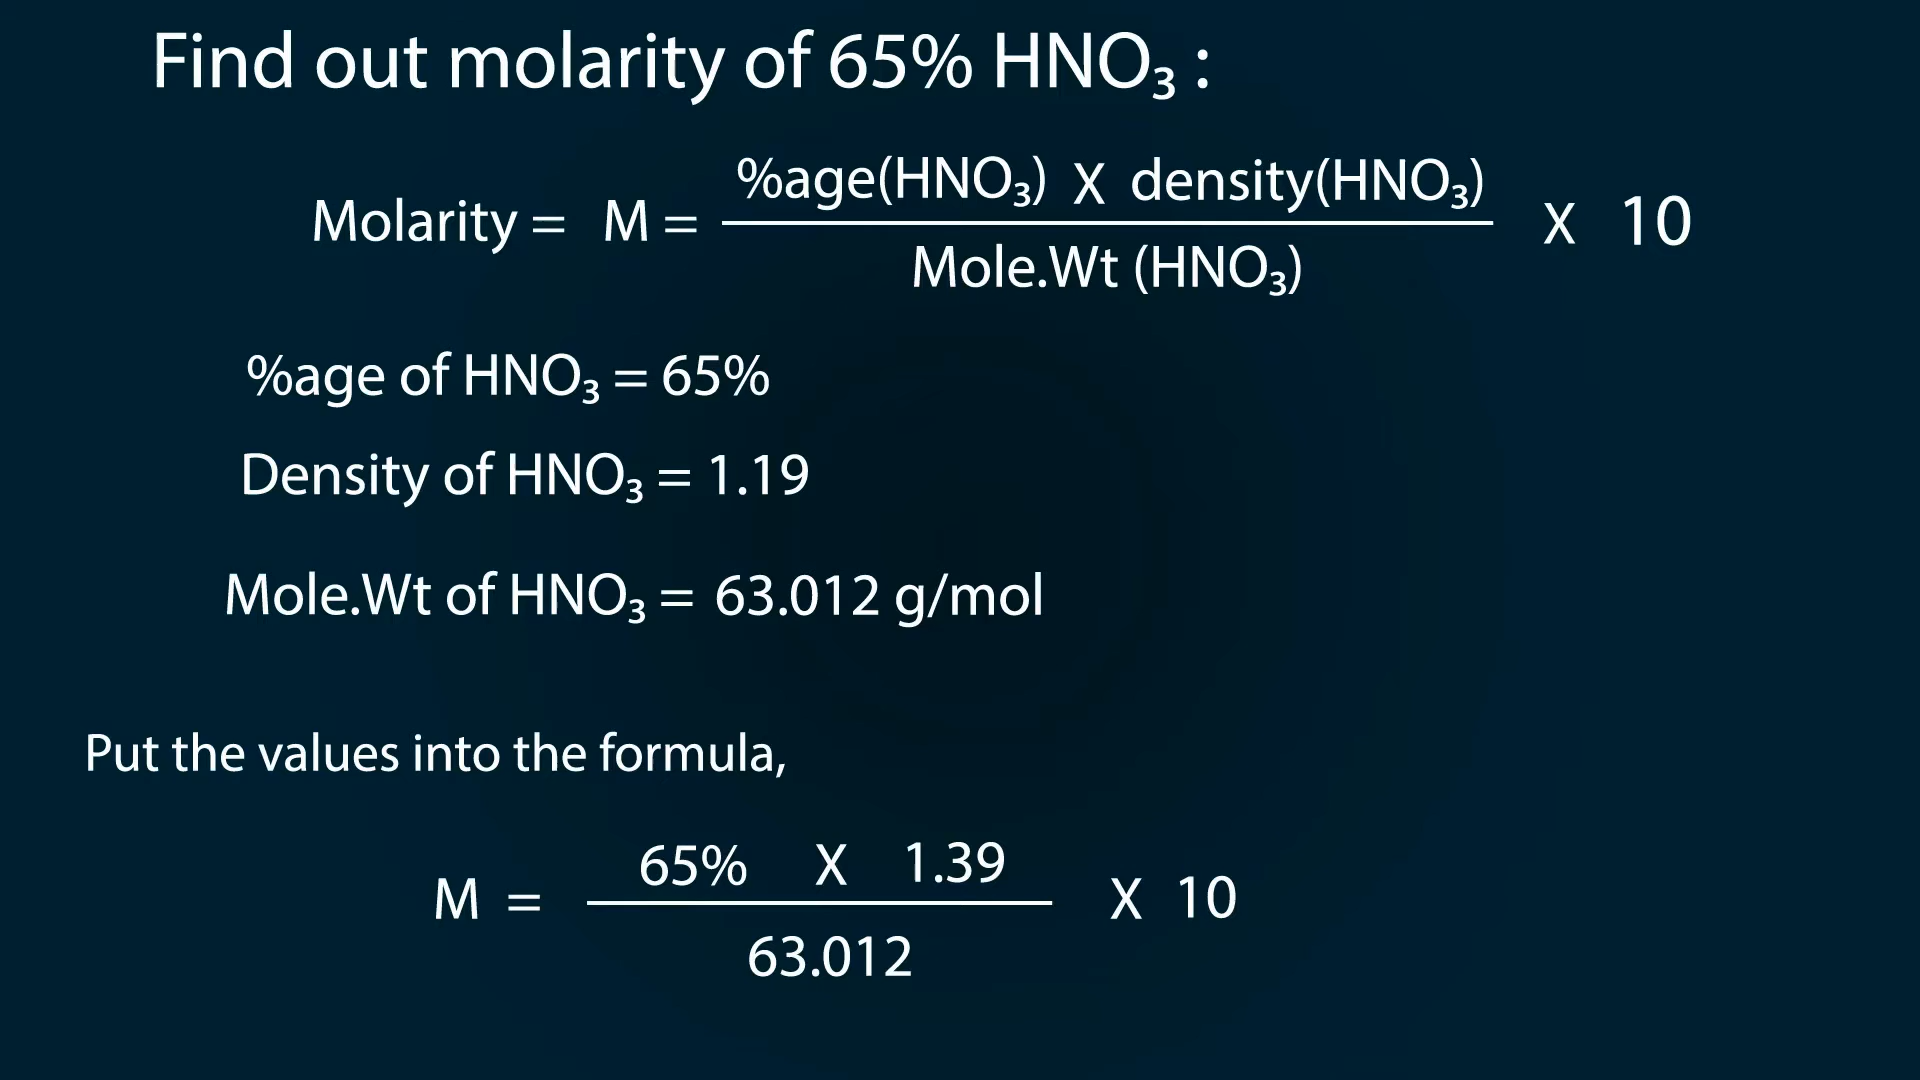 Find out molarity of 65% HNO₃ :
%age(HNO₃) X density(HNO₃)
Molarity = M = X 10
Mole.Wt (HNO₃)
%age of HNO₃ = 65%
Density of HNO₃ = 1.19
Mole.Wt of HNO₃ = 63.012 g/mol
Put the values into the formula,
65% X 1.39
M = X 10
63.012